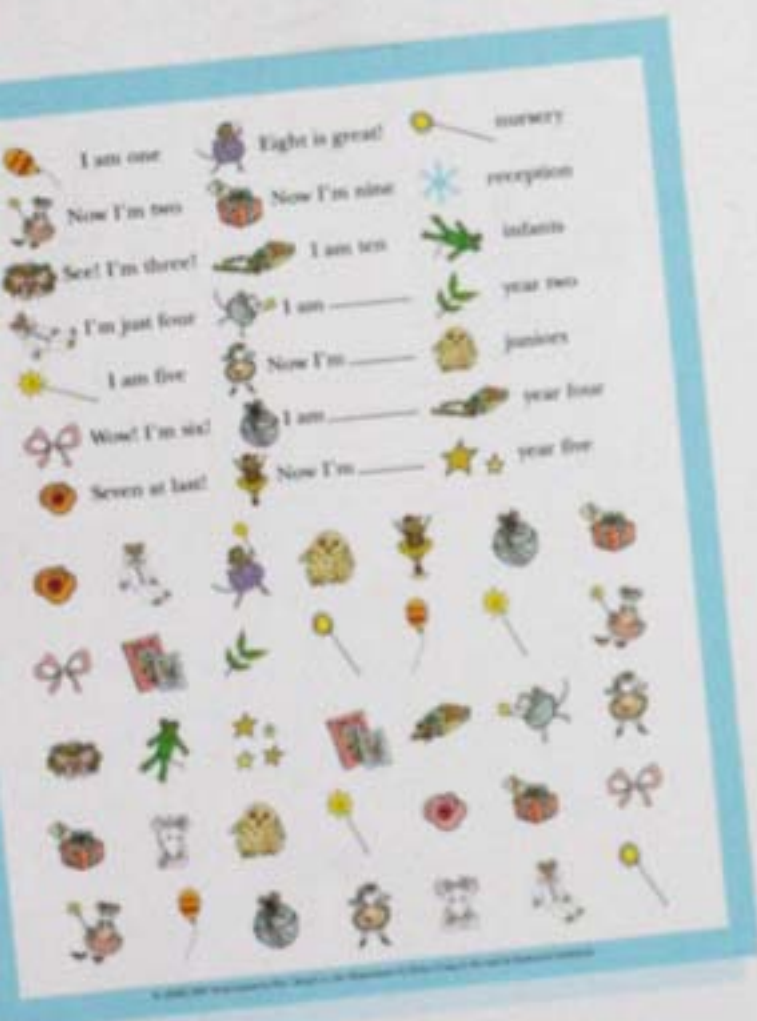 I am one
Eight is great!
nursery
Now I'm two
Now I'm nine
reception
See! I'm three!
I am ten
infants
I'm just four
I am
year two
I am five
Now I'm
juniors
Wow! I'm six!
I am
year four
Seven at last!
Now I'm
year five